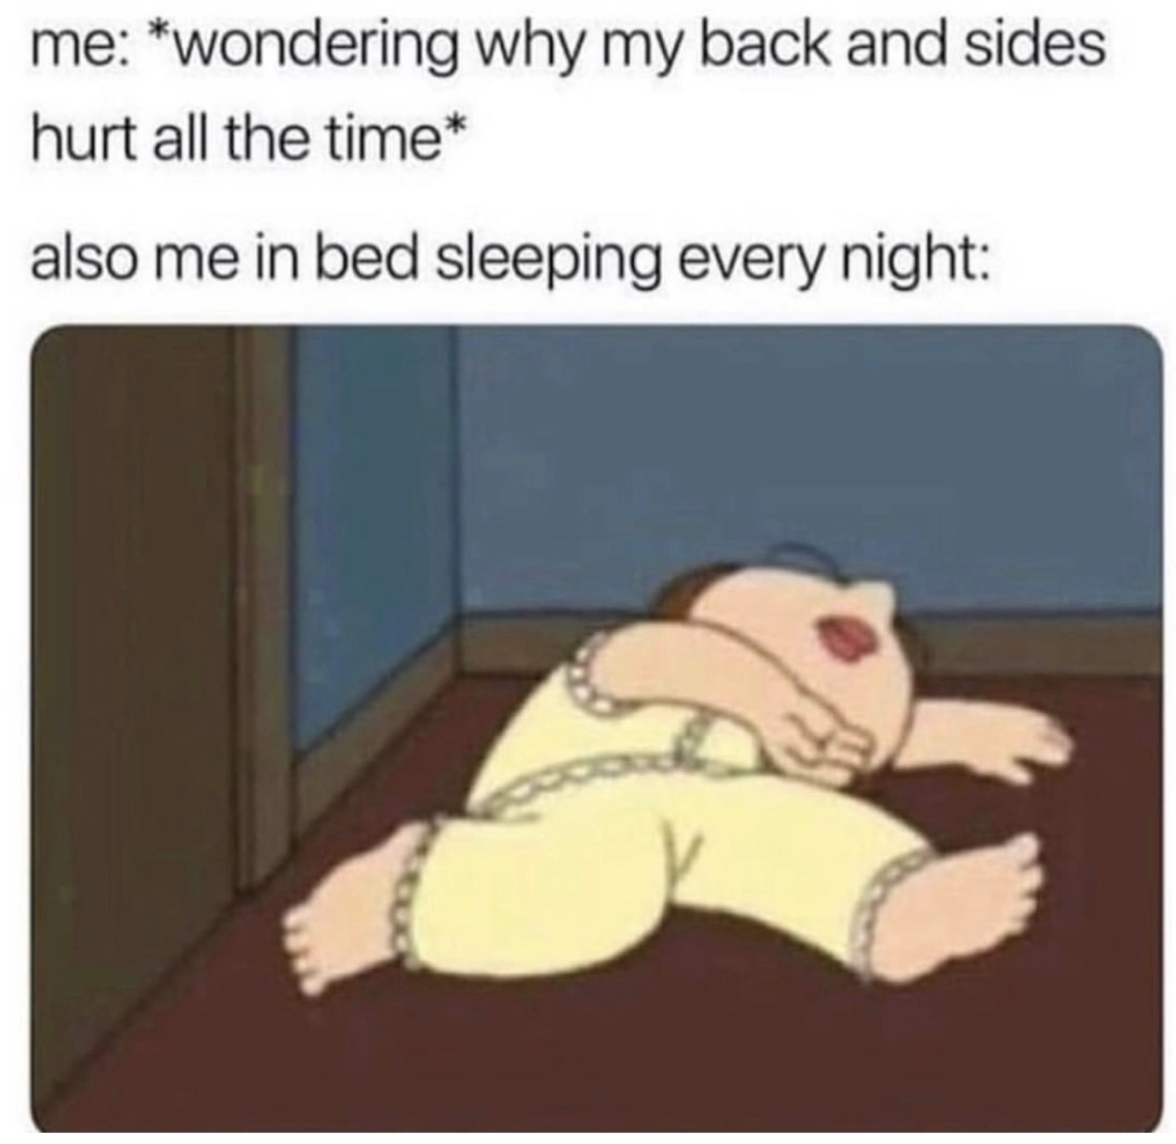 me: *wondering why my back and sides
hurt all the time*
also me in bed sleeping every night: